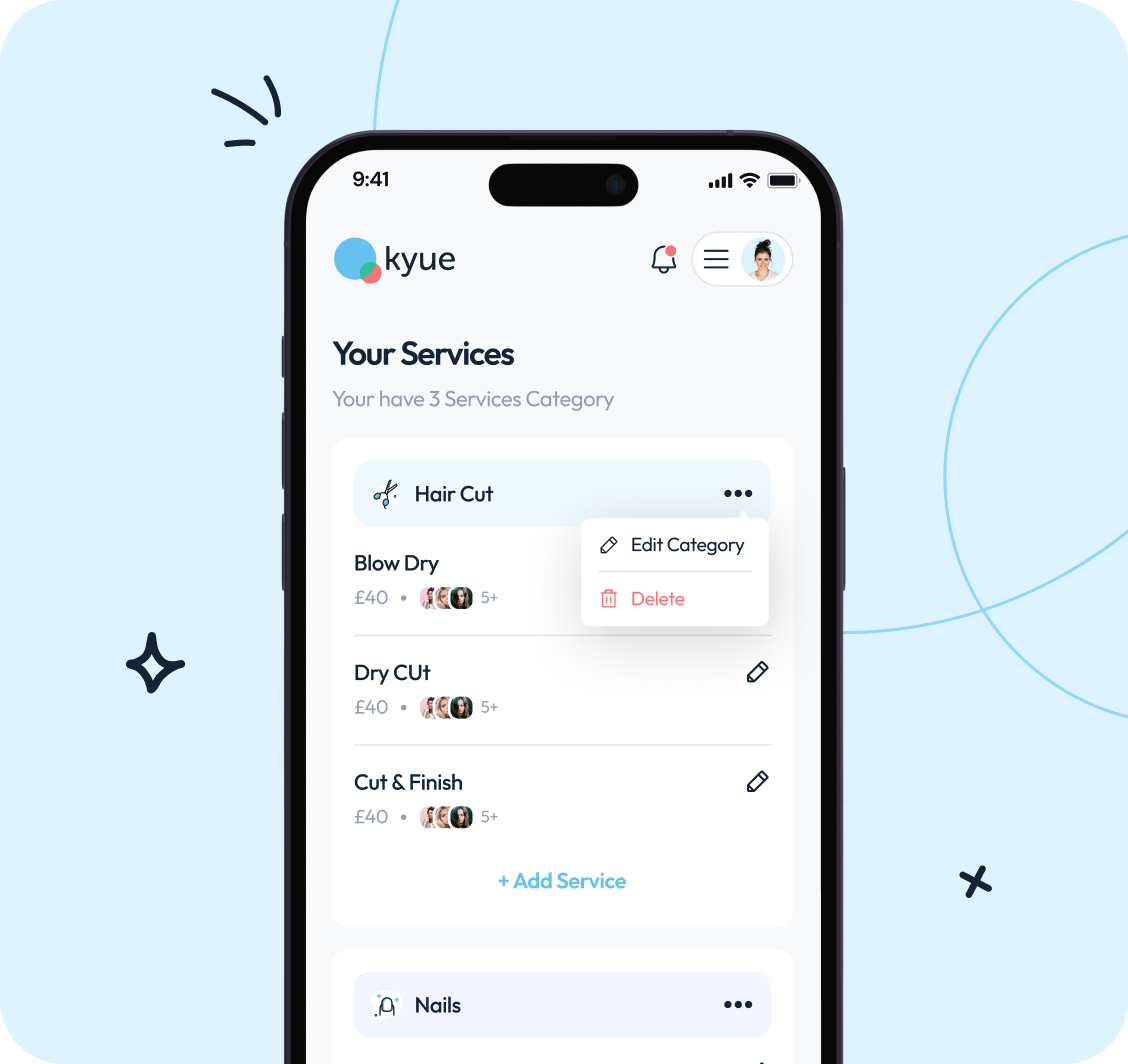 9:41
kyue
Your Services
Your have 3 Services Category
Hair Cut
Edit Category
Blow Dry
£40 • 5+
Delete
Dry CUt
£40 • 5+
Cut & Finish
£40 • 5+
+ Add Service
Nails